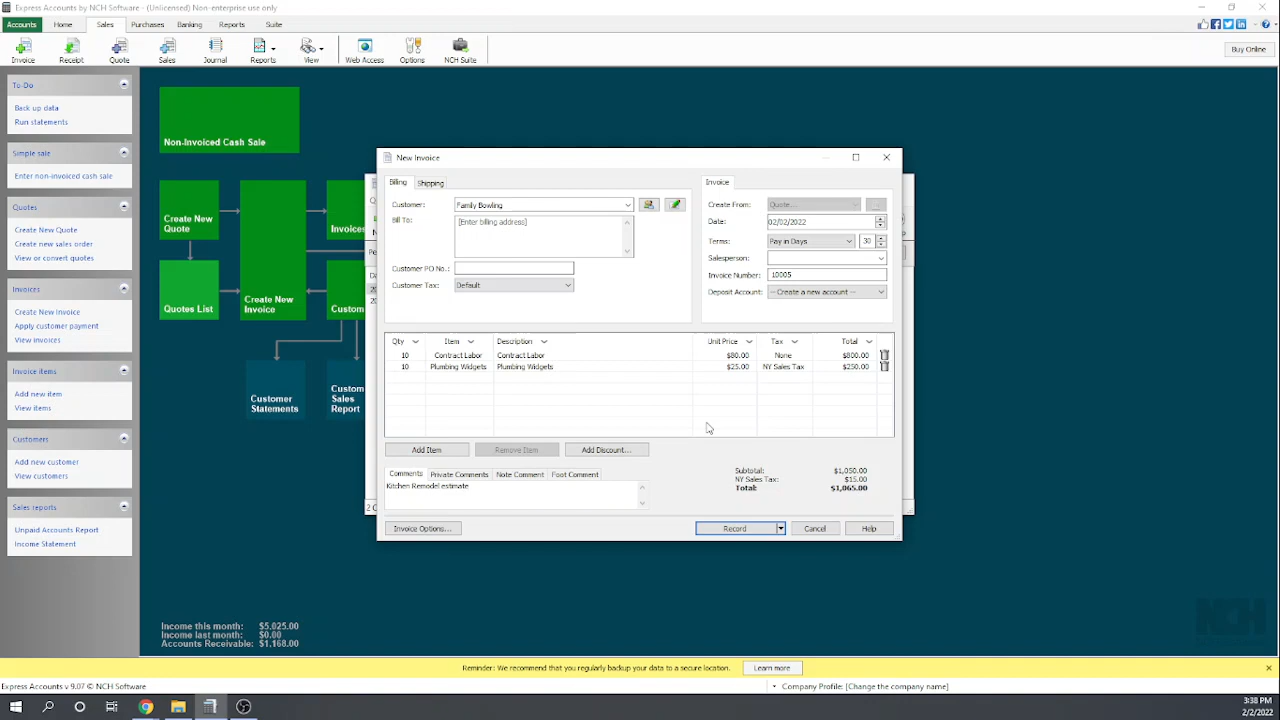 Express Accounts by NCH Software - (Unlicensed) Non-enterprise use only
Accounts Home Sales Purchases Banking Reports Suite
Invoice Receipt Quote Sales Journal Reports View Web Access Options NCH Suite Buy Online
To-Do
Back up data
Run statements
Simple sale
Enter non-invoiced cash sale
Quotes
Create New Quote
Create new sales order
View or convert quotes
Invoices
Create New Invoice
Apply customer payment
View invoices
Invoice items
Add new item
View items
Customers
Add new customer
View customers
Sales reports
Unpaid Accounts Report
Income Statement
Non-Invoiced Cash Sale
Create New
Quote
Invoices
Quotes List
Create New
Invoice
Custom
Customer
Statements
Custom
Sales
Report
New Invoice
Billing Shipping
Customer: Family Bowling
Bill To: [Enter billing address]
Customer PO No.:
Customer Tax: Default
Invoice
Create From: Quote...
Date: 02/02/2022
Terms: Pay in Days 30
Salesperson:
Invoice Number: 10005
Deposit Account: -- Create a new account --
Qty Item Description Unit Price Tax Total
10 Contract Labor Contract Labor $80.00 None $800.00
10 Plumbing Widgets Plumbing Widgets $25.00 NY Sales Tax $250.00
Add Item Remove Item Add Discount...
Comments Private Comments Note Comment Foot Comment
Kitchen Remodel estimate
Subtotal: $1,050.00
NY Sales Tax: $15.00
Total: $1,065.00
Invoice Options... Record Cancel Help
Income this month: $5,025.00
Income last month: $0.00
Accounts Receivable: $1,168.00
NCH
Reminder: We recommend that you regularly backup your data to a secure location. Learn more
Express Accounts v 9.07 © NCH Software
Company Profile: [Change the company name]
3:38 PM
2/2/2022